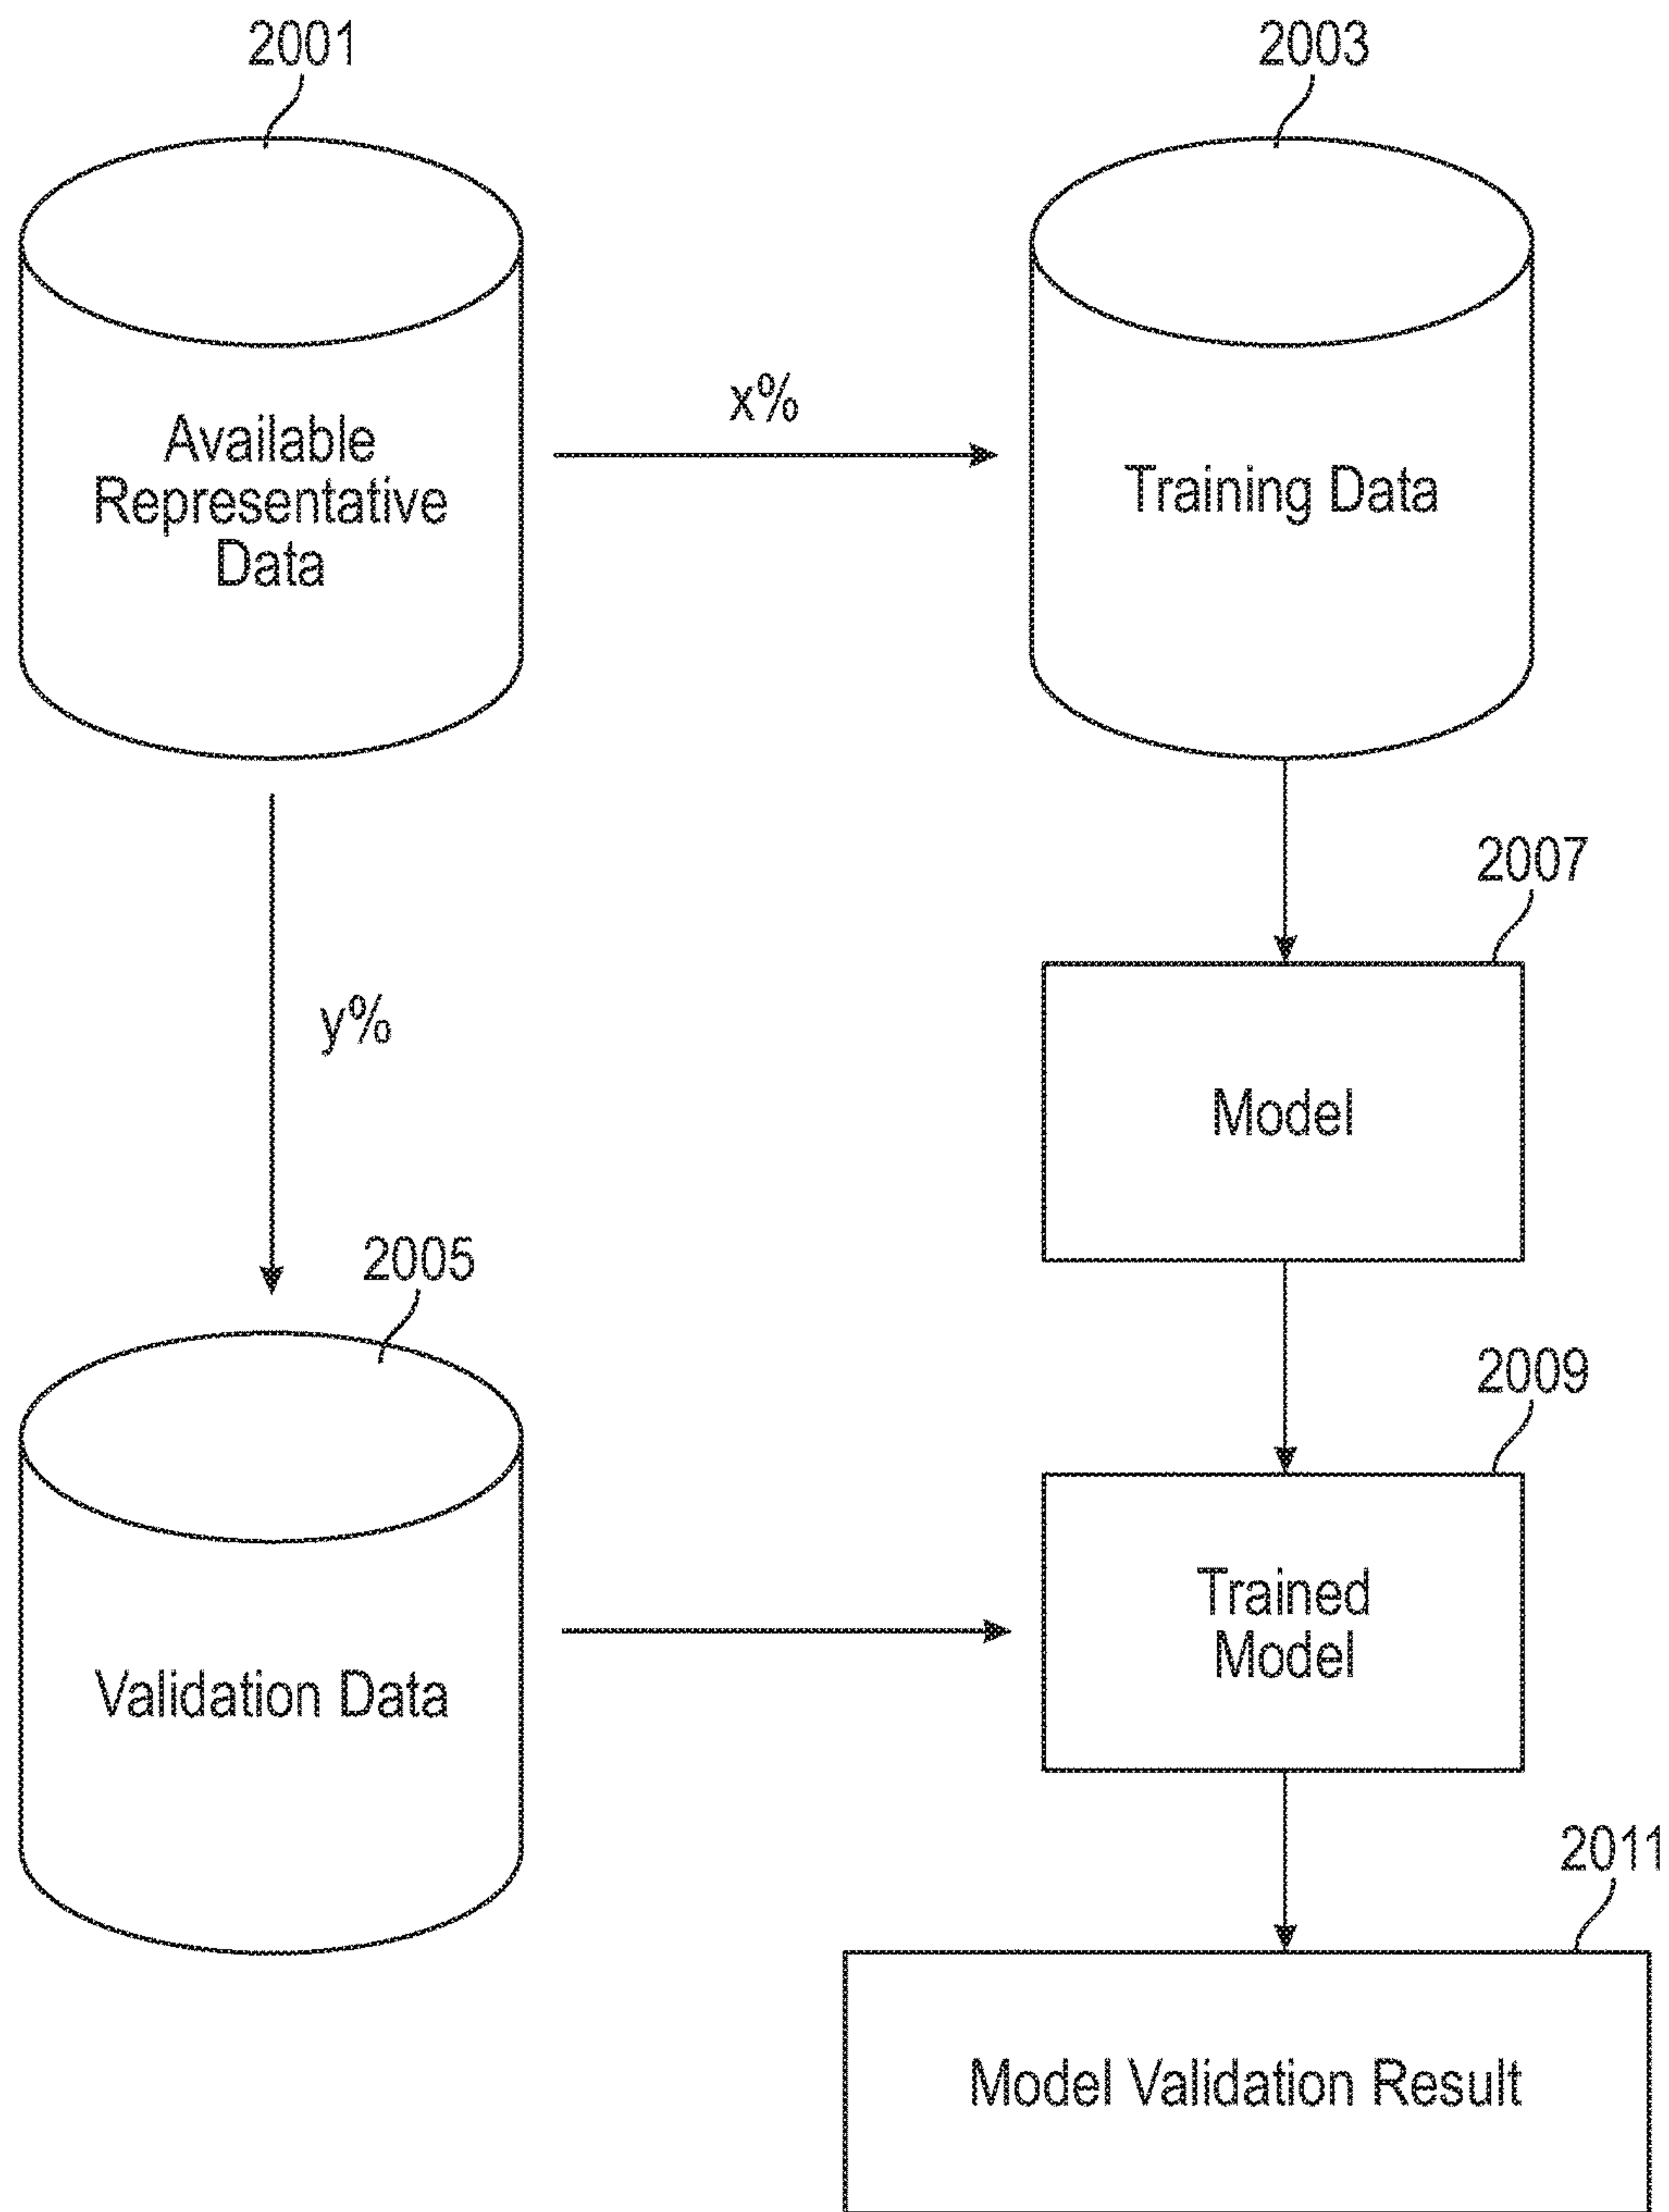 2001
2003
Available
Representative
Data
x%
Training Data
2007
Model
y%
2005
2009
Validation Data
Trained
Model
2011
Model Validation Result